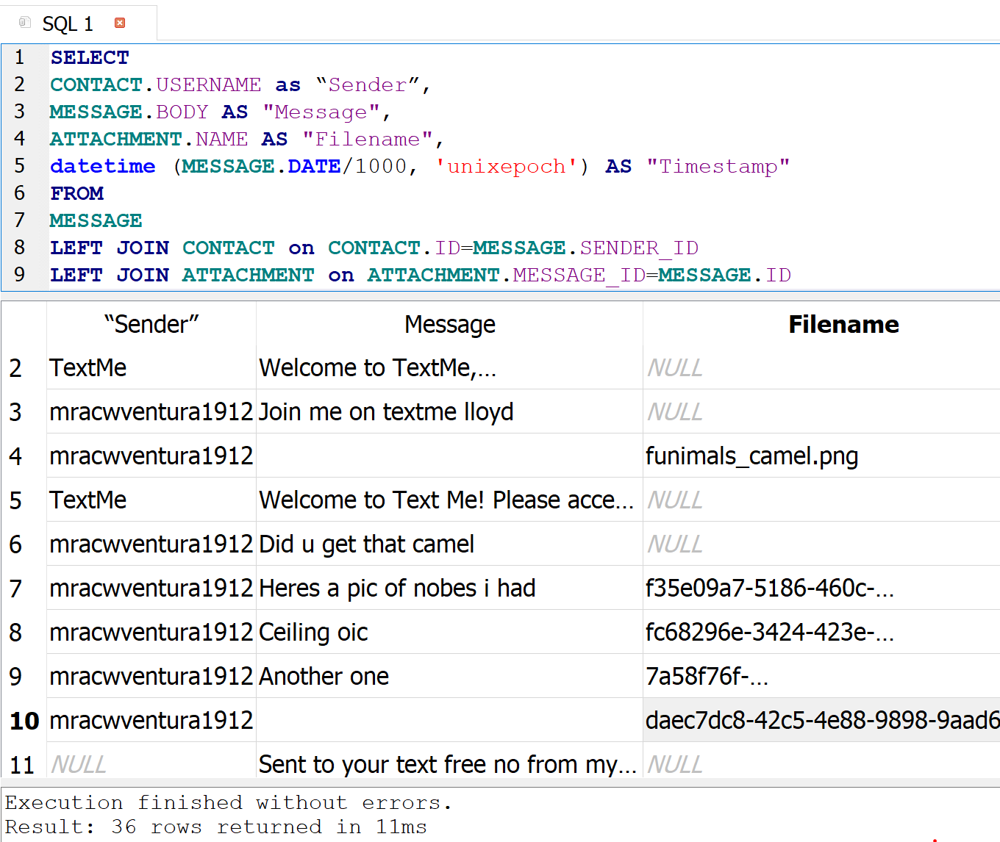 SQL 1
1 SELECT
2 CONTACT.USERNAME as “Sender”,
3 MESSAGE.BODY AS "Message",
4 ATTACHMENT.NAME AS "Filename",
5 datetime (MESSAGE.DATE/1000, 'unixepoch') AS "Timestamp"
6 FROM
7 MESSAGE
8 LEFT JOIN CONTACT on CONTACT.ID=MESSAGE.SENDER_ID
9 LEFT JOIN ATTACHMENT on ATTACHMENT.MESSAGE_ID=MESSAGE.ID
“Sender” Message Filename
2 TextMe Welcome to TextMe,... NULL
3 mracwventura1912 Join me on textme lloyd NULL
4 mracwventura1912 funimals_camel.png
5 TextMe Welcome to Text Me! Please acce... NULL
6 mracwventura1912 Did u get that camel NULL
7 mracwventura1912 Heres a pic of nobes i had f35e09a7-5186-460c-...
8 mracwventura1912 Ceiling oic fc68296e-3424-423e-...
9 mracwventura1912 Another one 7a58f76f-...
10 mracwventura1912 daec7dc8-42c5-4e88-9898-9aad6
11 NULL Sent to your text free no from my... NULL
Execution finished without errors.
Result: 36 rows returned in 11ms